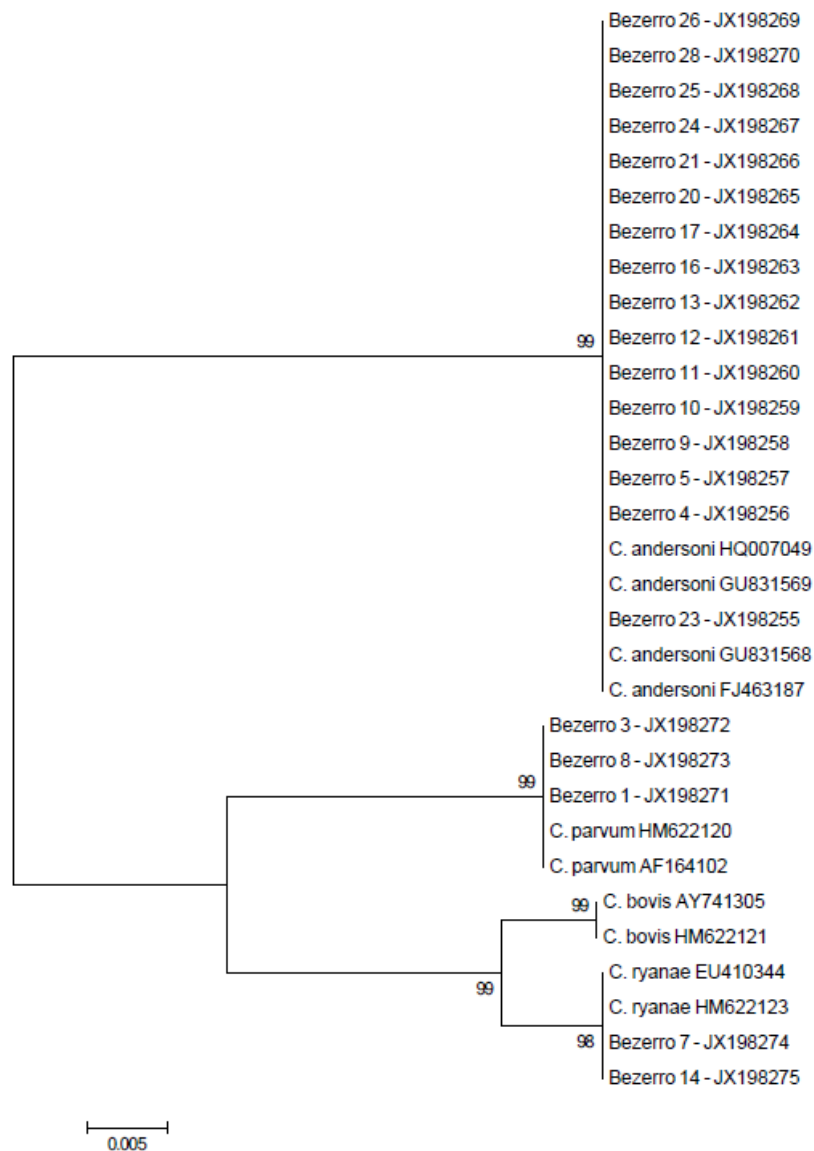 Bezerro 26 - JX198269
Bezerro 28 - JX198270
Bezerro 25 - JX198268
Bezerro 24 - JX198267
Bezerro 21 - JX198266
Bezerro 20 - JX198265
Bezerro 17 - JX198264
Bezerro 16 - JX198263
Bezerro 13 - JX198262
99
Bezerro 12 - JX198261
Bezerro 11 - JX198260
Bezerro 10 - JX198259
Bezerro 9 - JX198258
Bezerro 5 - JX198257
Bezerro 4 - JX198256
C. andersoni HQ007049
C. andersoni GU831569
Bezerro 23 - JX198255
C. andersoni GU831568
C. andersoni FJ463187
Bezerro 3 - JX198272
Bezerro 8 - JX198273
99
Bezerro 1 - JX198271
C. parvum HM622120
C. parvum AF164102
99
C. bovis AY741305
C. bovis HM622121
C. ryanae EU410344
99
C. ryanae HM622123
98
Bezerro 7 - JX198274
Bezerro 14 - JX198275
0.005